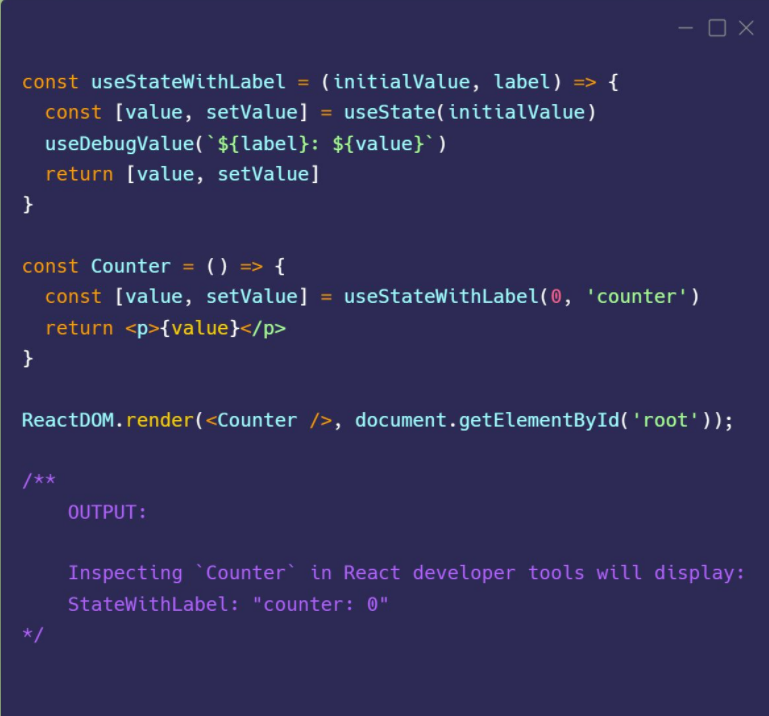 const useStateWithLabel = (initialValue, label) => {
  const [value, setValue] = useState(initialValue)
  useDebugValue(`${label}: ${value}`)
  return [value, setValue]
}

const Counter = () => {
  const [value, setValue] = useStateWithLabel(0, 'counter')
  return <p>{value}</p>
}

ReactDOM.render(<Counter />, document.getElementById('root'));

/**
    OUTPUT:

    Inspecting `Counter` in React developer tools will display:
    StateWithLabel: "counter: 0"
*/